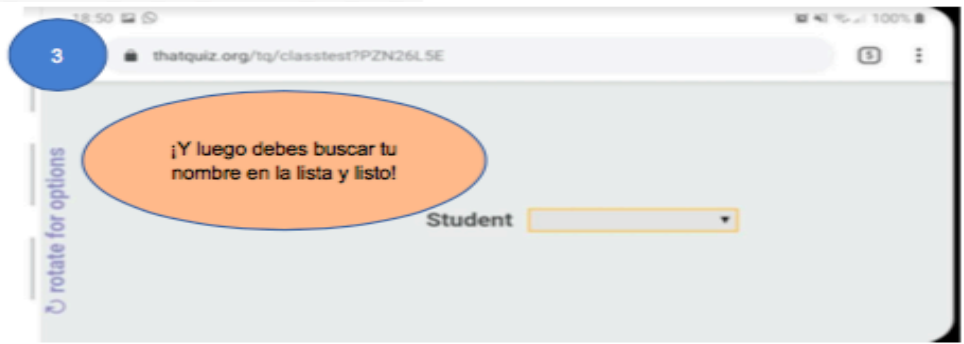 18:50
100%
3
thatquiz.org/tq/classtest?PZN26L5E
5
¡Y luego debes buscar tu
nombre en la lista y listo!
Student
rotate for options